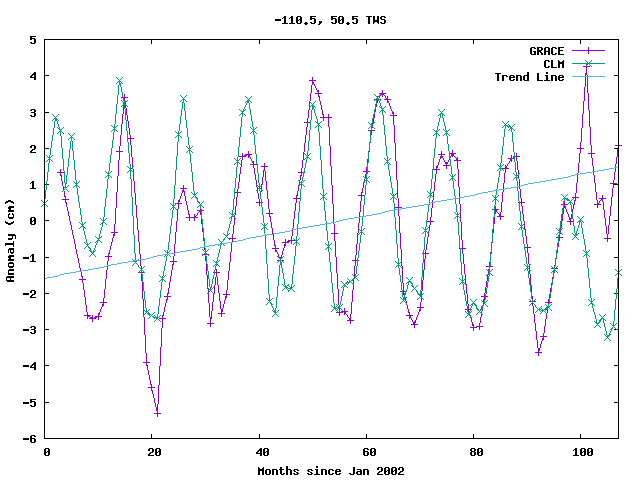 -110.5, 50.5 TWS
GRACE
CLM
Trend Line
5
4
3
2
1
0
-1
-2
-3
-4
-5
-6
Anomaly (cm)
0 20 40 60 80 100
Months since Jan 2002